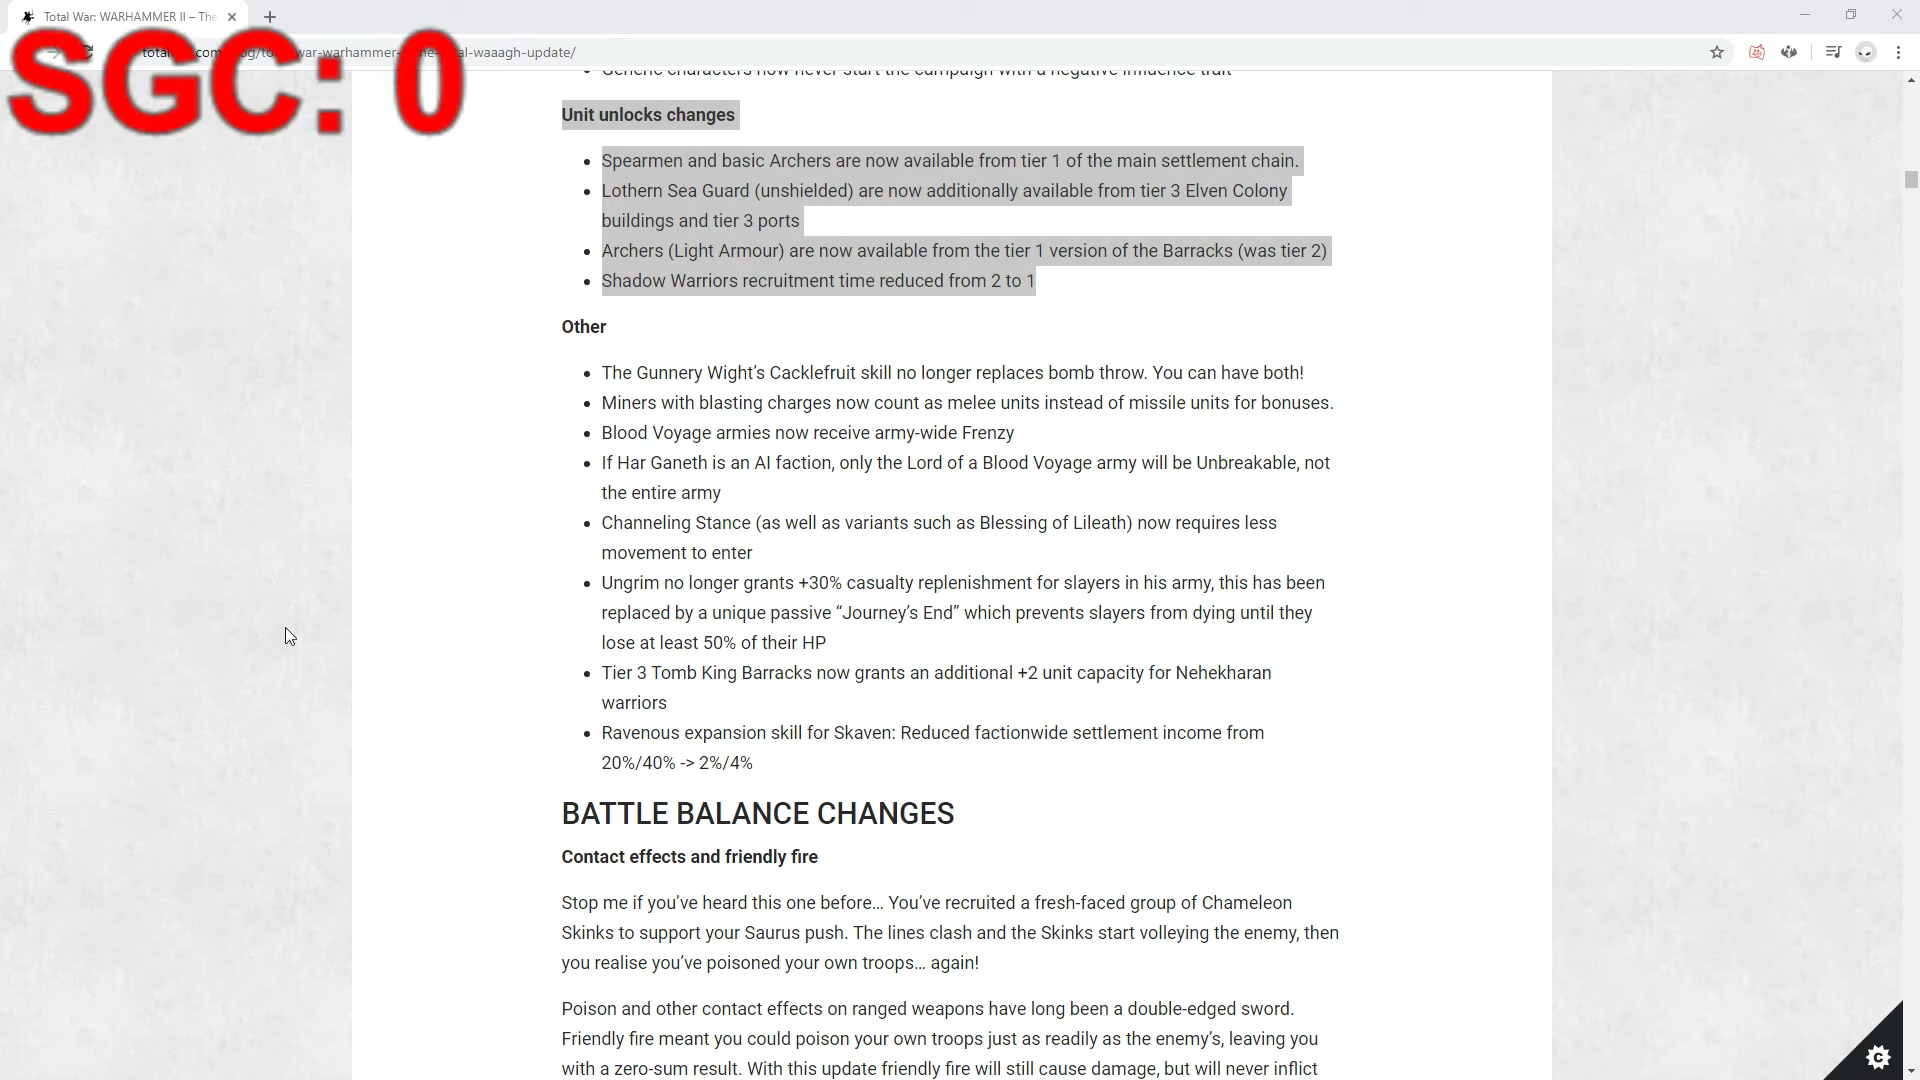 Total War: WARHAMMER II – The
SGC: 0
war-warhammer-
al-waaagh-update/
Generic characters now never start the campaign with a negative influence trait
Unit unlocks changes
Spearmen and basic Archers are now available from tier 1 of the main settlement chain.
Lothern Sea Guard (unshielded) are now additionally available from tier 3 Elven Colony
buildings and tier 3 ports
Archers (Light Armour) are now available from the tier 1 version of the Barracks (was tier 2)
Shadow Warriors recruitment time reduced from 2 to 1
Other
The Gunnery Wight’s Cacklefruit skill no longer replaces bomb throw. You can have both!
Miners with blasting charges now count as melee units instead of missile units for bonuses.
Blood Voyage armies now receive army-wide Frenzy
If Har Ganeth is an AI faction, only the Lord of a Blood Voyage army will be Unbreakable, not
the entire army
Channeling Stance (as well as variants such as Blessing of Lileath) now requires less
movement to enter
Ungrim no longer grants +30% casualty replenishment for slayers in his army, this has been
replaced by a unique passive “Journey’s End” which prevents slayers from dying until they
lose at least 50% of their HP
Tier 3 Tomb King Barracks now grants an additional +2 unit capacity for Nehekharan
warriors
Ravenous expansion skill for Skaven: Reduced factionwide settlement income from
20%/40% -> 2%/4%
BATTLE BALANCE CHANGES
Contact effects and friendly fire
Stop me if you’ve heard this one before… You’ve recruited a fresh-faced group of Chameleon
Skinks to support your Saurus push. The lines clash and the Skinks start volleying the enemy, then
you realise you’ve poisoned your own troops… again!
Poison and other contact effects on ranged weapons have long been a double-edged sword.
Friendly fire meant you could poison your own troops just as readily as the enemy’s, leaving you
with a zero-sum result. With this update friendly fire will still cause damage, but will never inflict